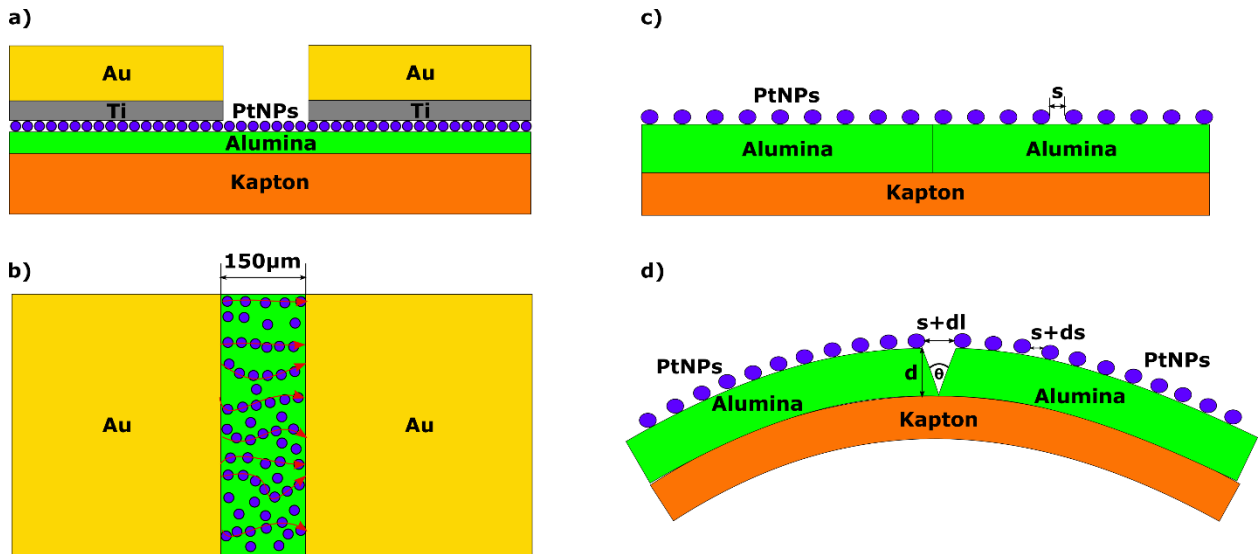 a)
Au
Au
Ti
PtNPs
Ti
Alumina
Kapton
b)
150μm
Au
Au
c)
PtNPs
s
Alumina
Alumina
Kapton
d)
s+dl
s+ds
PtNPs
d
θ
PtNPs
Alumina
Alumina
Kapton